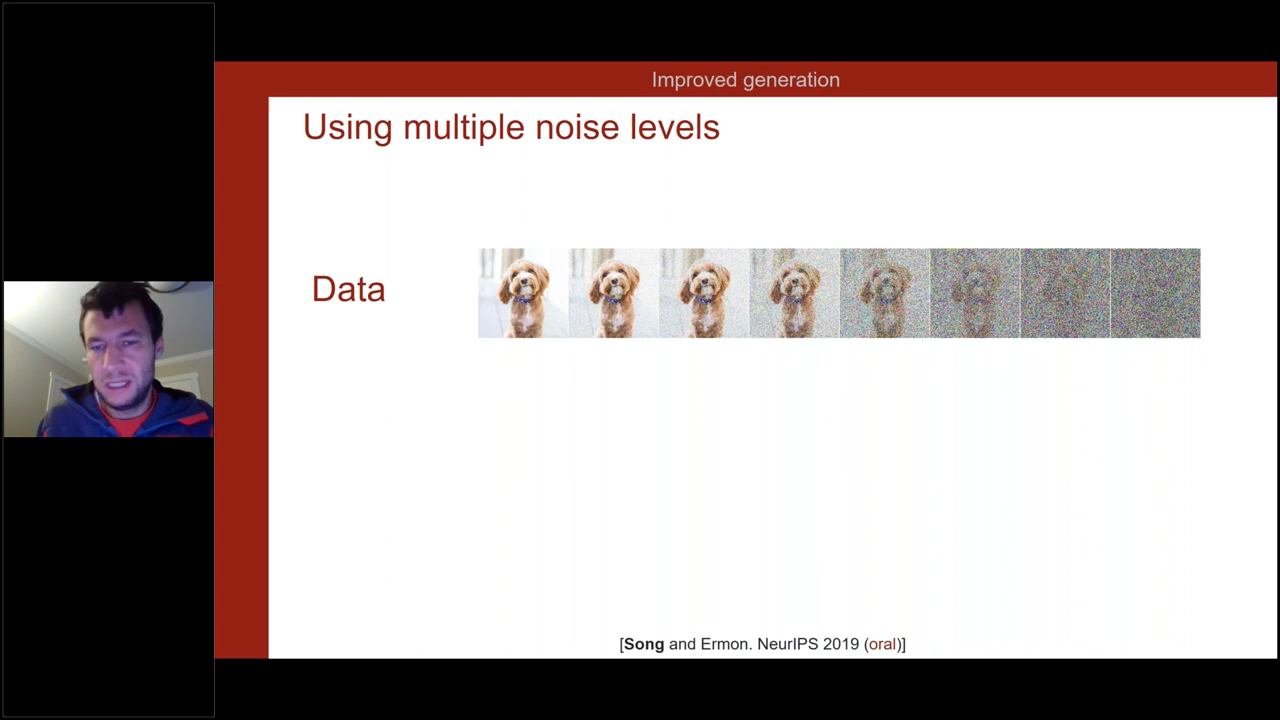 Improved generation
Using multiple noise levels
Data
[Song and Ermon. NeurIPS 2019 (oral)]